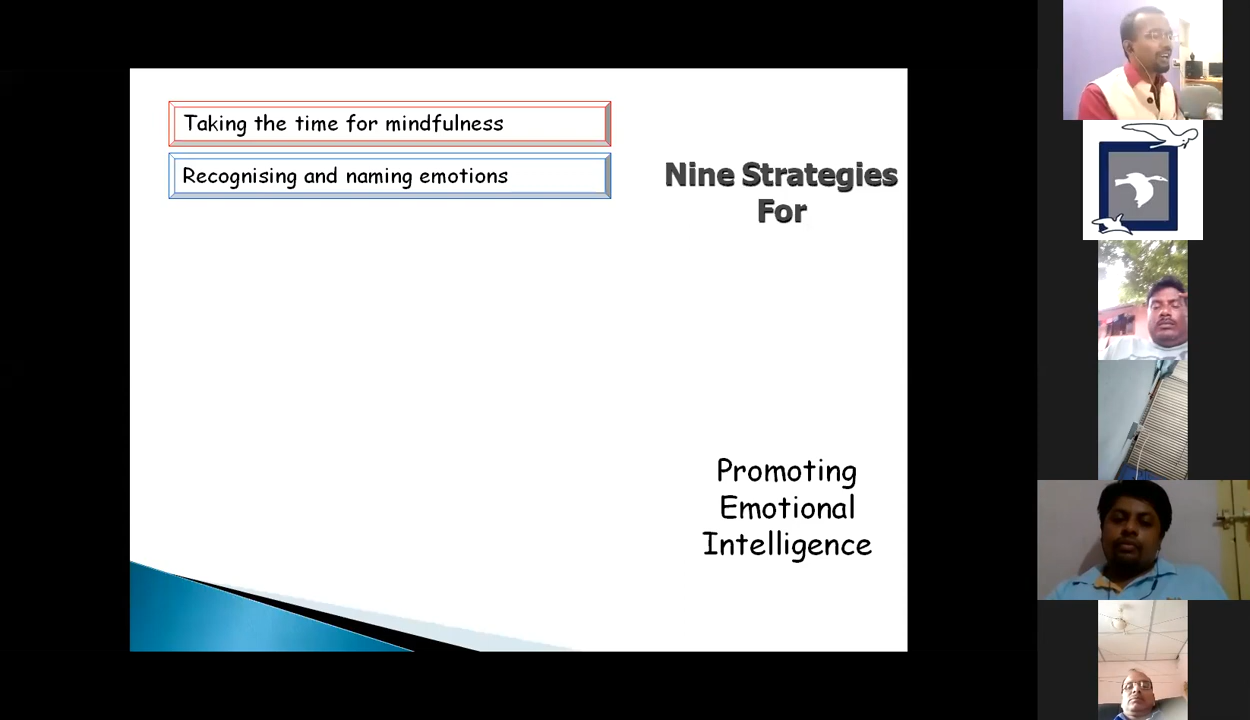 Taking the time for mindfulness
Recognising and naming emotions
Nine Strategies
For
Promoting
Emotional
Intelligence